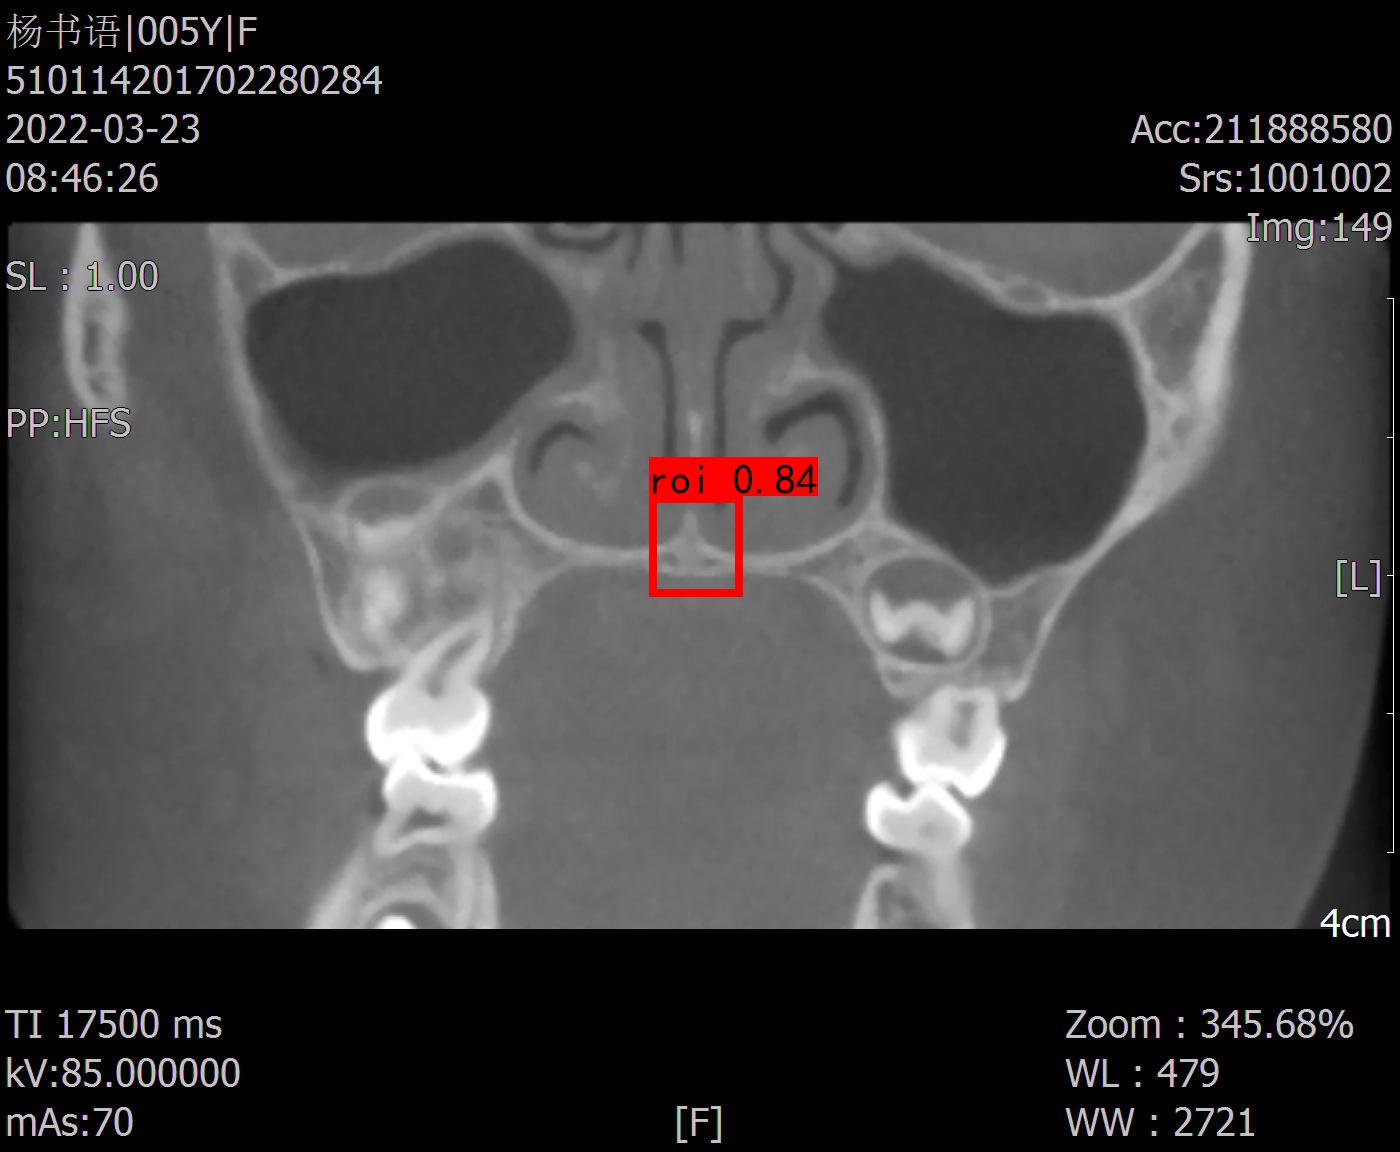 杨书语|005Y|F
510114201702280284
2022-03-23
08:46:26
Acc:211888580
Srs:1001002
Img:149
SL : 1.00
PP:HFS
roi 0.84
[L]
4cm
TI 17500 ms
kV:85.000000
mAs:70
[F]
Zoom : 345.68%
WL : 479
WW : 2721